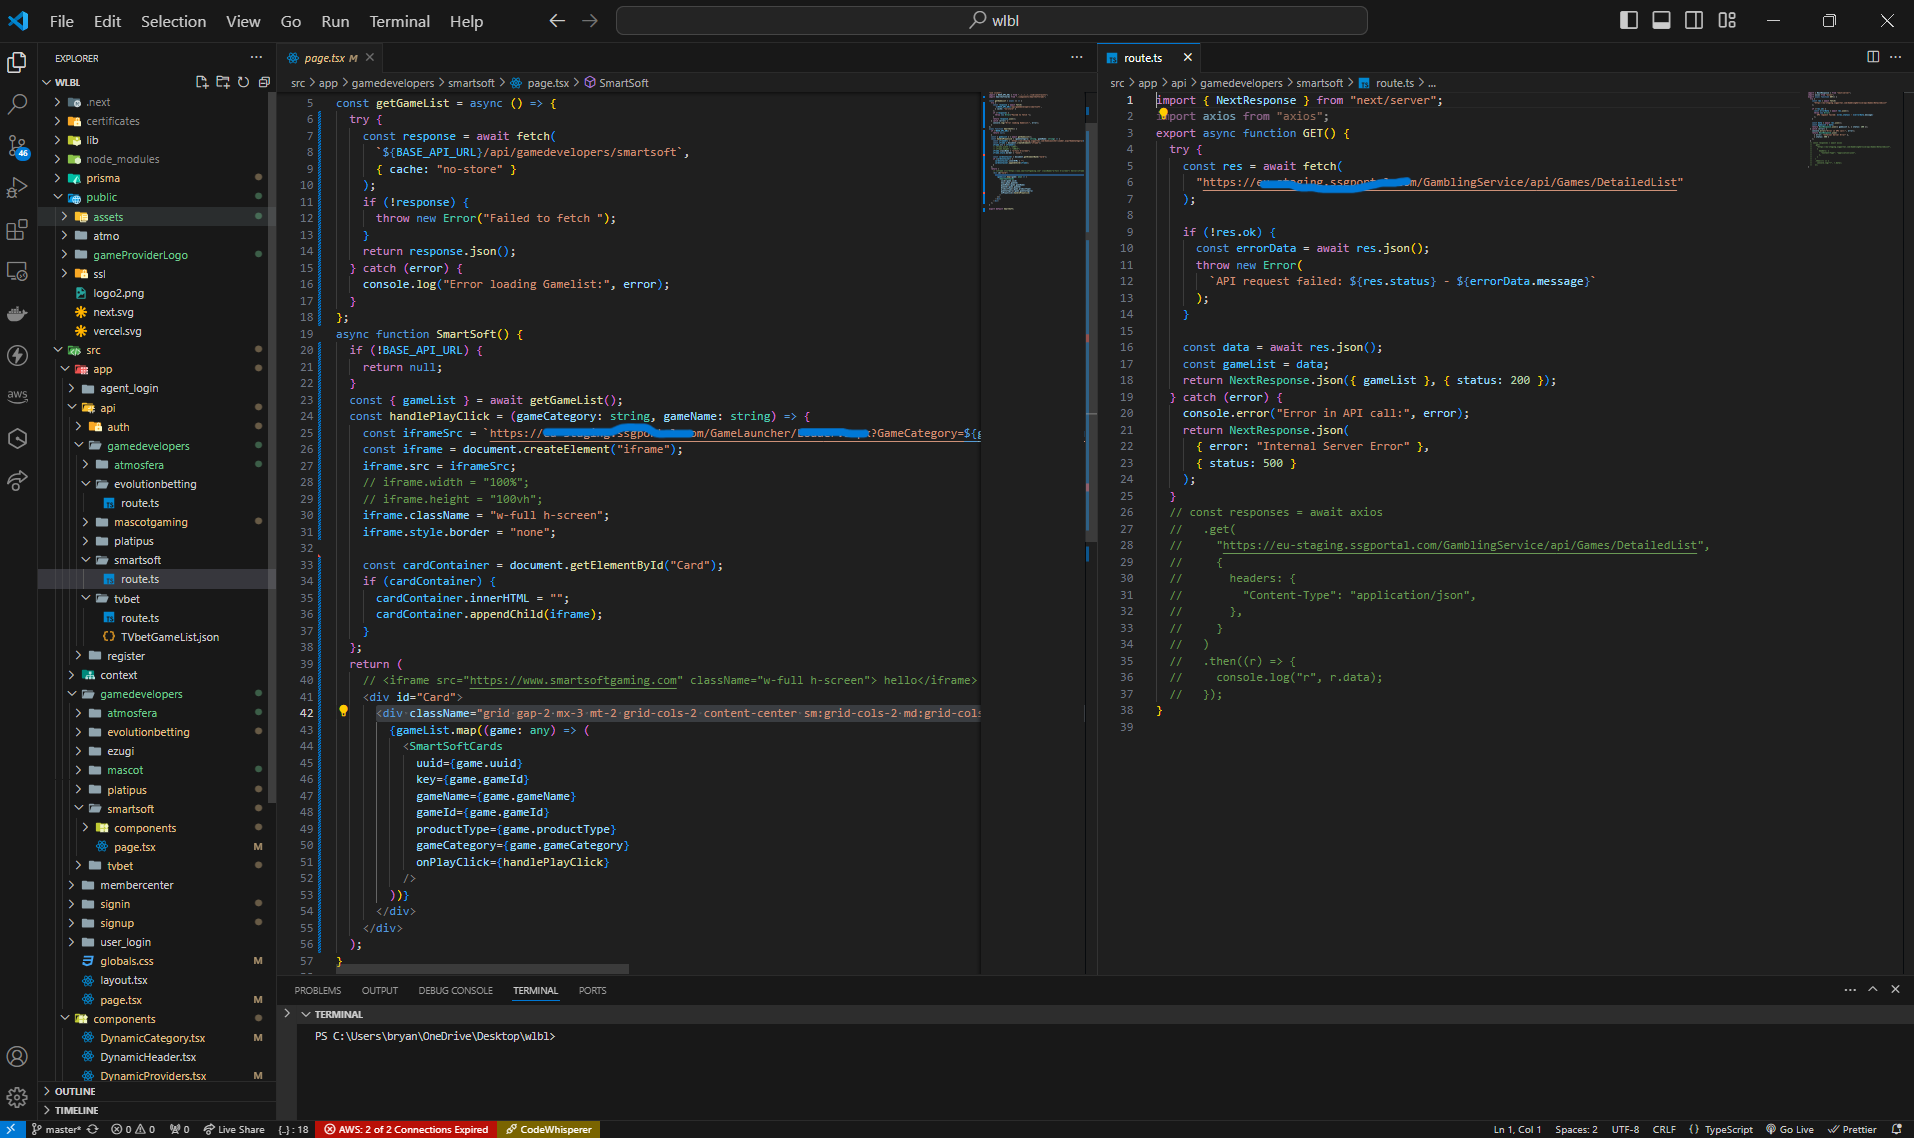 File Edit Selection View Go Run Terminal Help
wlbl
EXPLORER
WLBL
.next
certificates
lib
node_modules
prisma
public
assets
atmo
gameProviderLogo
ssl
logo2.png
next.svg
vercel.svg
src
app
agent_login
api
auth
gamedevelopers
atmosfera
evolutionbetting
route.ts
mascotgaming
platipus
smartsoft
route.ts
tvbet
route.ts
TVbetGameList.json
register
context
gamedevelopers
atmosfera
evolutionbetting
ezugi
mascot
platipus
smartsoft
components
page.tsx M
tvbet
membercenter
signin
signup
user_login
globals.css M
layout.tsx
page.tsx M
components
DynamicCategory.tsx M
DynamicHeader.tsx
DynamicProviders.tsx M
OUTLINE
TIMELINE
46
aws
page.tsx M
src > app > gamedevelopers > smartsoft > page.tsx > SmartSoft
5 const getGameList = async () => {
6 try {
7 const response = await fetch(
8 `${BASE_API_URL}/api/gamedevelopers/smartsoft`,
9 { cache: "no-store" }
10 );
11 if (!response) {
12 throw new Error("Failed to fetch ");
13 }
14 return response.json();
15 } catch (error) {
16 console.log("Error loading Gamelist:", error);
17 }
18 };
19 async function SmartSoft() {
20 if (!BASE_API_URL) {
21 return null;
22 }
23 const { gameList } = await getGameList();
24 const handlePlayClick = (gameCategory: string, gameName: string) => {
25 const iframeSrc = `https:// /GameLauncher/ ?GameCategory=${g
26 const iframe = document.createElement("iframe");
27 iframe.src = iframeSrc;
28 // iframe.width = "100%";
29 // iframe.height = "100vh";
30 iframe.className = "w-full h-screen";
31 iframe.style.border = "none";
32
33 const cardContainer = document.getElementById("Card");
34 if (cardContainer) {
35 cardContainer.innerHTML = "";
36 cardContainer.appendChild(iframe);
37 }
38 };
39 return (
40 // <iframe src="https://www.smartsoftgaming.com" className="w-full h-screen"> hello</iframe>
41 <div id="Card">
42 <div className="grid gap-2 mx-3 mt-2 grid-cols-2 content-center sm:grid-cols-2 md:grid-cols
43 {gameList.map((game: any) => (
44 <SmartSoftCards
45 uuid={game.uuid}
46 key={game.gameId}
47 gameName={game.gameName}
48 gameId={game.gameId}
49 productType={game.productType}
50 gameCategory={game.gameCategory}
51 onPlayClick={handlePlayClick}
52 />
53 ))}
54 </div>
55 </div>
56 );
57 }
route.ts
src > app > api > gamedevelopers > smartsoft > route.ts > ...
1 import { NextResponse } from "next/server";
2 import axios from "axios";
3 export async function GET() {
4 try {
5 const res = await fetch(
6 "https:// /GamblingService/api/Games/DetailedList"
7 );
8
9 if (!res.ok) {
10 const errorData = await res.json();
11 throw new Error(
12 `API request failed: ${res.status} - ${errorData.message}`
13 );
14 }
15
16 const data = await res.json();
17 const gameList = data;
18 return NextResponse.json({ gameList }, { status: 200 });
19 } catch (error) {
20 console.error("Error in API call:", error);
21 return NextResponse.json(
22 { error: "Internal Server Error" },
23 { status: 500 }
24 );
25 }
26 // const responses = await axios
27 // .get(
28 // "https://eu-staging.ssgportal.com/GamblingService/api/Games/DetailedList",
29 // {
30 // headers: {
31 // "Content-Type": "application/json",
32 // },
33 // }
34 // )
35 // .then((r) => {
36 // console.log("r", r.data);
37 // });
38 }
39
PROBLEMS OUTPUT DEBUG CONSOLE TERMINAL PORTS
TERMINAL
PS C:\Users\bryan\OneDrive\Desktop\wlbl>
master* 0 0 0 Live Share {..} : 18 AWS: 2 of 2 Connections Expired CodeWhisperer Ln 1, Col 1 Spaces: 2 UTF-8 CRLF {} TypeScript Go Live Prettier